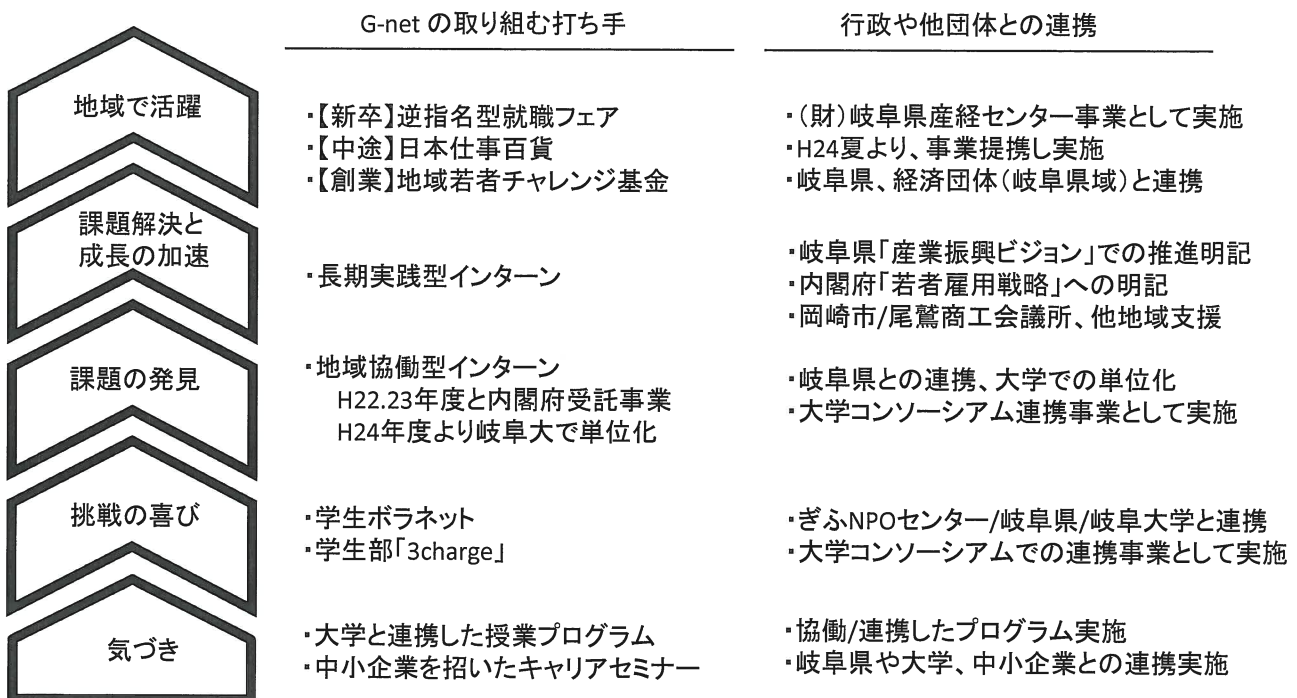 G-net の取り組む打ち手
行政や他団体との連携
地域で活躍
・【新卒】逆指名型就職フェア
・【中途】日本仕事百貨
・【創業】地域若者チャレンジ基金
・(財)岐阜県産経センター事業として実施
・H24夏より、事業提携し実施
・岐阜県、経済団体(岐阜県域)と連携
課題解決と
成長の加速
・長期実践型インターン
・岐阜県「産業振興ビジョン」での推進明記
・内閣府「若者雇用戦略」への明記
・岡崎市/尾鷲商工会議所、他地域支援
課題の発見
・地域協働型インターン
H22.23年度と内閣府受託事業
H24年度より岐阜大で単位化
・岐阜県との連携、大学での単位化
・大学コンソーシアム連携事業として実施
挑戦の喜び
・学生ボラネット
・学生部「3charge」
・ぎふNPOセンター/岐阜県/岐阜大学と連携
・大学コンソーシアムでの連携事業として実施
気づき
・大学と連携した授業プログラム
・中小企業を招いたキャリアセミナー
・協働/連携したプログラム実施
・岐阜県や大学、中小企業との連携実施